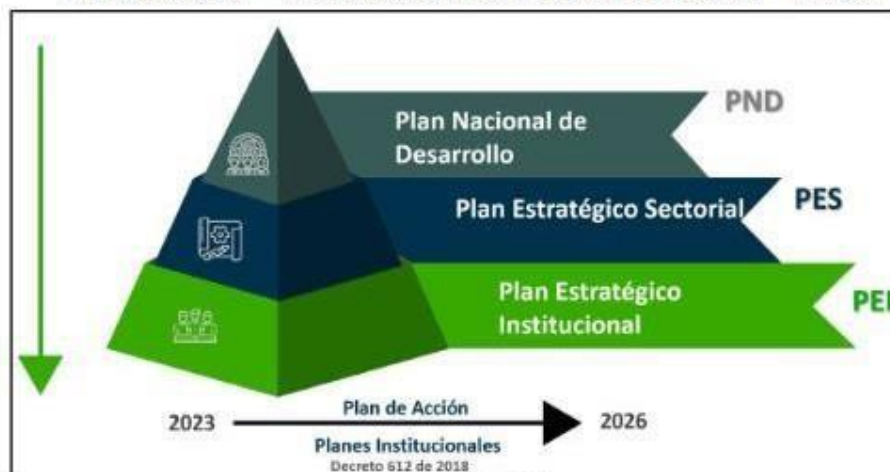 Plan Nacional de
Desarrollo
PND
Plan Estratégico Sectorial
PES
Plan Estratégico
Institucional
PEI
2023
Plan de Acción
2026
Planes Institucionales
Decreto 612 de 2018